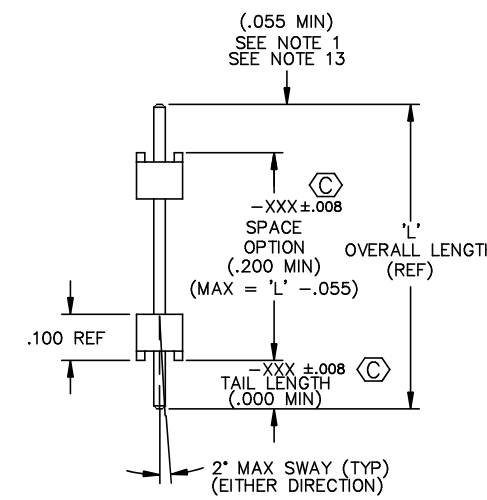 (.055 MIN)
SEE NOTE 1
SEE NOTE 13
C
-XXX ±.008
SPACE
OPTION
(.200 MIN)
(MAX = 'L' -.055)
'L'
OVERALL LENGTH
(REF)
.100 REF
-XXX ±.008 C
TAIL LENGTH
(.000 MIN)
2° MAX SWAY (TYP)
(EITHER DIRECTION)